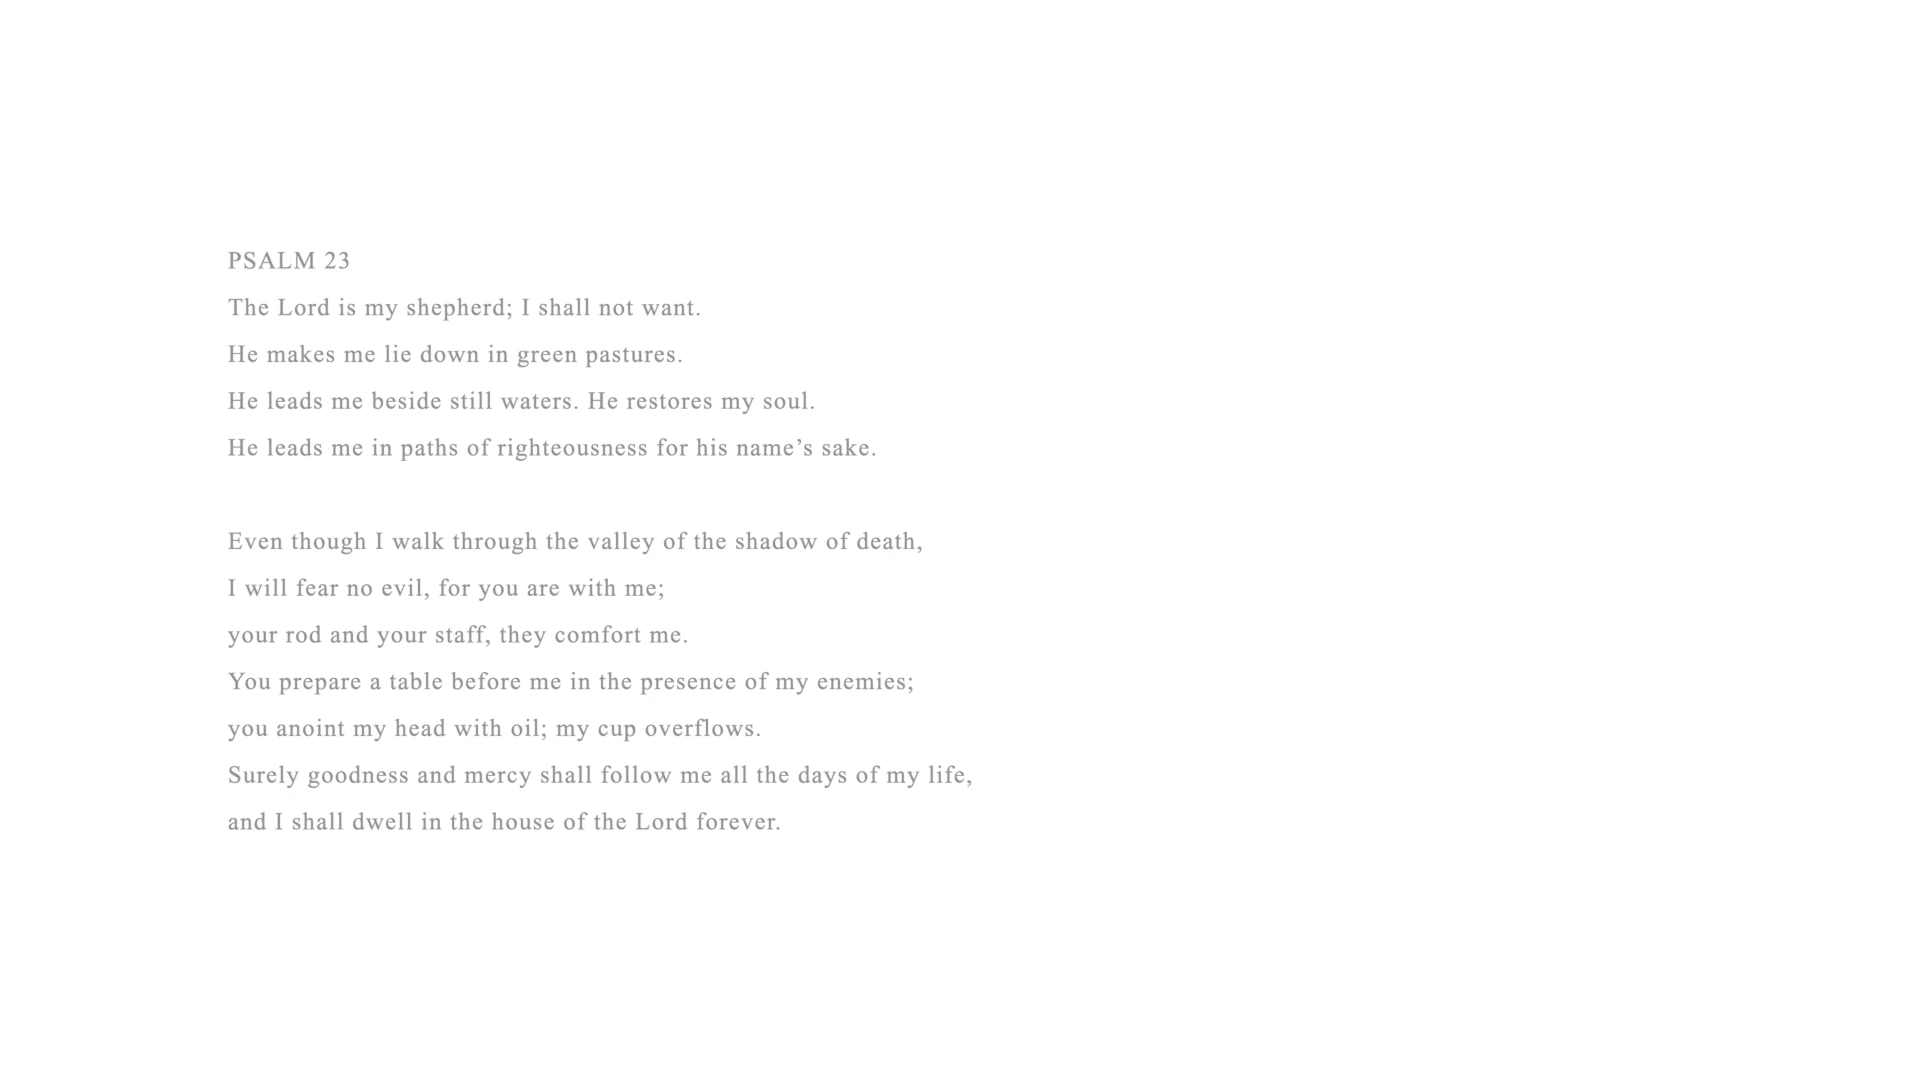 PSALM 23
The Lord is my shepherd; I shall not want.
He makes me lie down in green pastures.
He leads me beside still waters. He restores my soul.
He leads me in paths of righteousness for his name’s sake.
Even though I walk through the valley of the shadow of death,
I will fear no evil, for you are with me;
your rod and your staff, they comfort me.
You prepare a table before me in the presence of my enemies;
you anoint my head with oil; my cup overflows.
Surely goodness and mercy shall follow me all the days of my life,
and I shall dwell in the house of the Lord forever.